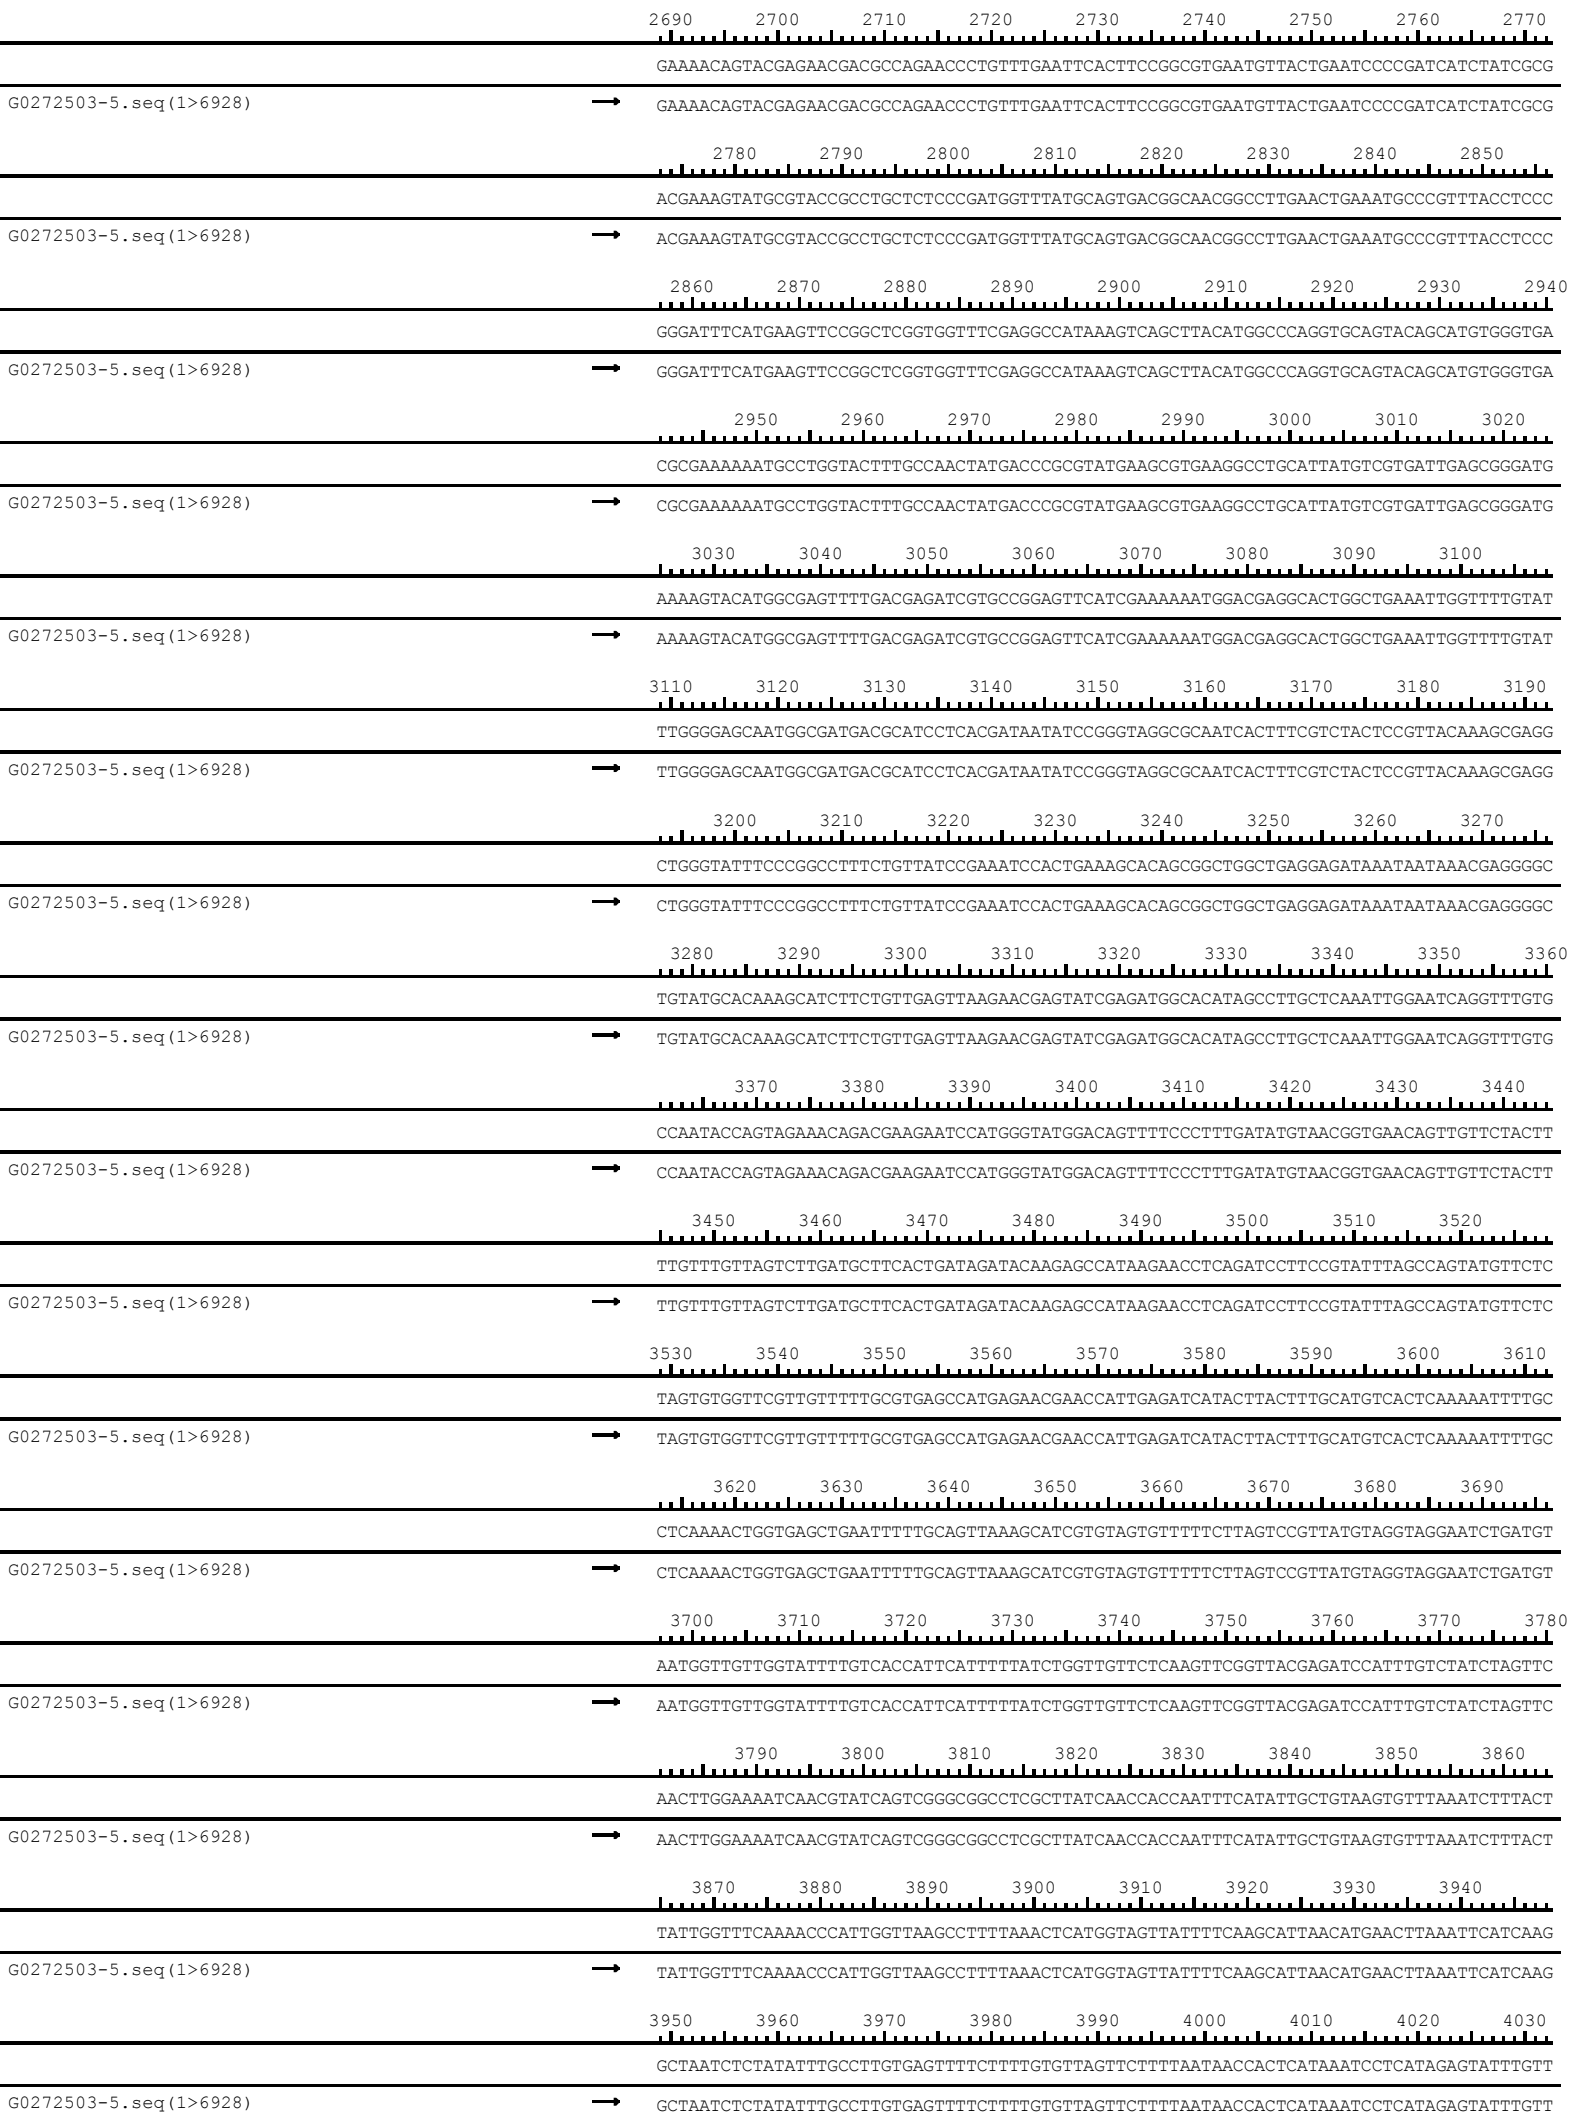 2690 2700 2710 2720 2730 2740 2750 2760 2770
GAAAACAGTACGAGAACGACGCCAGAACCCTGTTTGAATTCACTTCCGGCGTGAATGTTACTGAATCCCCGATCATCTATCGCG
G0272503-5.seq(1>6928) → GAAAACAGTACGAGAACGACGCCAGAACCCTGTTTGAATTCACTTCCGGCGTGAATGTTACTGAATCCCCGATCATCTATCGCG
2780 2790 2800 2810 2820 2830 2840 2850
ACGAAAGTATGCGTACCGCCTGCTCTCCCGATGGTTTATGCAGTGACGGCAACGGCCTTGAACTGAAATGCCCGTTTACCTCCC
G0272503-5.seq(1>6928) → ACGAAAGTATGCGTACCGCCTGCTCTCCCGATGGTTTATGCAGTGACGGCAACGGCCTTGAACTGAAATGCCCGTTTACCTCCC
2860 2870 2880 2890 2900 2910 2920 2930 2940
GGGATTTCATGAAGTTCCGGCTCGGTGGTTTCGAGGCCATAAAGTCAGCTTACATGGCCCAGGTGCAGTACAGCATGTGGGTGA
G0272503-5.seq(1>6928) → GGGATTTCATGAAGTTCCGGCTCGGTGGTTTCGAGGCCATAAAGTCAGCTTACATGGCCCAGGTGCAGTACAGCATGTGGGTGA
2950 2960 2970 2980 2990 3000 3010 3020
CGCGAAAAAATGCCTGGTACTTTGCCAACTATGACCCGCGTATGAAGCGTGAAGGCCTGCATTATGTCGTGATTGAGCGGGATG
G0272503-5.seq(1>6928) → CGCGAAAAAATGCCTGGTACTTTGCCAACTATGACCCGCGTATGAAGCGTGAAGGCCTGCATTATGTCGTGATTGAGCGGGATG
3030 3040 3050 3060 3070 3080 3090 3100
AAAAGTACATGGCGAGTTTTGACGAGATCGTGCCGGAGTTCATCGAAAAAATGGACGAGGCACTGGCTGAAATTGGTTTTGTAT
G0272503-5.seq(1>6928) → AAAAGTACATGGCGAGTTTTGACGAGATCGTGCCGGAGTTCATCGAAAAAATGGACGAGGCACTGGCTGAAATTGGTTTTGTAT
3110 3120 3130 3140 3150 3160 3170 3180 3190
TTGGGGAGCAATGGCGATGACGCATCCTCACGATAATATCCGGGTAGGCGCAATCACTTTCGTCTACTCCGTTACAAAGCGAGG
G0272503-5.seq(1>6928) → TTGGGGAGCAATGGCGATGACGCATCCTCACGATAATATCCGGGTAGGCGCAATCACTTTCGTCTACTCCGTTACAAAGCGAGG
3200 3210 3220 3230 3240 3250 3260 3270
CTGGGTATTTCCCGGCCTTTCTGTTATCCGAAATCCACTGAAAGCACAGCGGCTGGCTGAGGAGATAAATAATAAACGAGGGGC
G0272503-5.seq(1>6928) → CTGGGTATTTCCCGGCCTTTCTGTTATCCGAAATCCACTGAAAGCACAGCGGCTGGCTGAGGAGATAAATAATAAACGAGGGGC
3280 3290 3300 3310 3320 3330 3340 3350 3360
TGTATGCACAAAGCATCTTCTGTTGAGTTAAGAACGAGTATCGAGATGGCACATAGCCTTGCTCAAATTGGAATCAGGTTTGTG
G0272503-5.seq(1>6928) → TGTATGCACAAAGCATCTTCTGTTGAGTTAAGAACGAGTATCGAGATGGCACATAGCCTTGCTCAAATTGGAATCAGGTTTGTG
3370 3380 3390 3400 3410 3420 3430 3440
CCAATACCAGTAGAAACAGACGAAGAATCCATGGGTATGGACAGTTTTCCCTTTGATATGTAACGGTGAACAGTTGTTCTACTT
G0272503-5.seq(1>6928) → CCAATACCAGTAGAAACAGACGAAGAATCCATGGGTATGGACAGTTTTCCCTTTGATATGTAACGGTGAACAGTTGTTCTACTT
3450 3460 3470 3480 3490 3500 3510 3520
TTGTTTGTTAGTCTTGATGCTTCACTGATAGATACAAGAGCCATAAGAACCTCAGATCCTTCCGTATTTAGCCAGTATGTTCTC
G0272503-5.seq(1>6928) → TTGTTTGTTAGTCTTGATGCTTCACTGATAGATACAAGAGCCATAAGAACCTCAGATCCTTCCGTATTTAGCCAGTATGTTCTC
3530 3540 3550 3560 3570 3580 3590 3600 3610
TAGTGTGGTTCGTTGTTTTTGCGTGAGCCATGAGAACGAACCATTGAGATCATACTTACTTTGCATGTCACTCAAAAATTTTGC
G0272503-5.seq(1>6928) → TAGTGTGGTTCGTTGTTTTTGCGTGAGCCATGAGAACGAACCATTGAGATCATACTTACTTTGCATGTCACTCAAAAATTTTGC
3620 3630 3640 3650 3660 3670 3680 3690
CTCAAAACTGGTGAGCTGAATTTTTGCAGTTAAAGCATCGTGTAGTGTTTTTCTTAGTCCGTTATGTAGGTAGGAATCTGATGT
G0272503-5.seq(1>6928) → CTCAAAACTGGTGAGCTGAATTTTTGCAGTTAAAGCATCGTGTAGTGTTTTTCTTAGTCCGTTATGTAGGTAGGAATCTGATGT
3700 3710 3720 3730 3740 3750 3760 3770 3780
AATGGTTGTTGGTATTTTGTCACCATTCATTTTTATCTGGTTGTTCTCAAGTTCGGTTACGAGATCCATTTGTCTATCTAGTTC
G0272503-5.seq(1>6928) → AATGGTTGTTGGTATTTTGTCACCATTCATTTTTATCTGGTTGTTCTCAAGTTCGGTTACGAGATCCATTTGTCTATCTAGTTC
3790 3800 3810 3820 3830 3840 3850 3860
AACTTGGAAAATCAACGTATCAGTCGGGCGGCCTCGCTTATCAACCACCAATTTCATATTGCTGTAAGTGTTTAAATCTTTACT
G0272503-5.seq(1>6928) → AACTTGGAAAATCAACGTATCAGTCGGGCGGCCTCGCTTATCAACCACCAATTTCATATTGCTGTAAGTGTTTAAATCTTTACT
3870 3880 3890 3900 3910 3920 3930 3940
TATTGGTTTCAAAACCCATTGGTTAAGCCTTTTAAACTCATGGTAGTTATTTTCAAGCATTAACATGAACTTAAATTCATCAAG
G0272503-5.seq(1>6928) → TATTGGTTTCAAAACCCATTGGTTAAGCCTTTTAAACTCATGGTAGTTATTTTCAAGCATTAACATGAACTTAAATTCATCAAG
3950 3960 3970 3980 3990 4000 4010 4020 4030
GCTAATCTCTATATTTGCCTTGTGAGTTTTCTTTTGTGTTAGTTCTTTTAATAACCACTCATAAATCCTCATAGAGTATTTGTT
G0272503-5.seq(1>6928) → GCTAATCTCTATATTTGCCTTGTGAGTTTTCTTTTGTGTTAGTTCTTTTAATAACCACTCATAAATCCTCATAGAGTATTTGTT